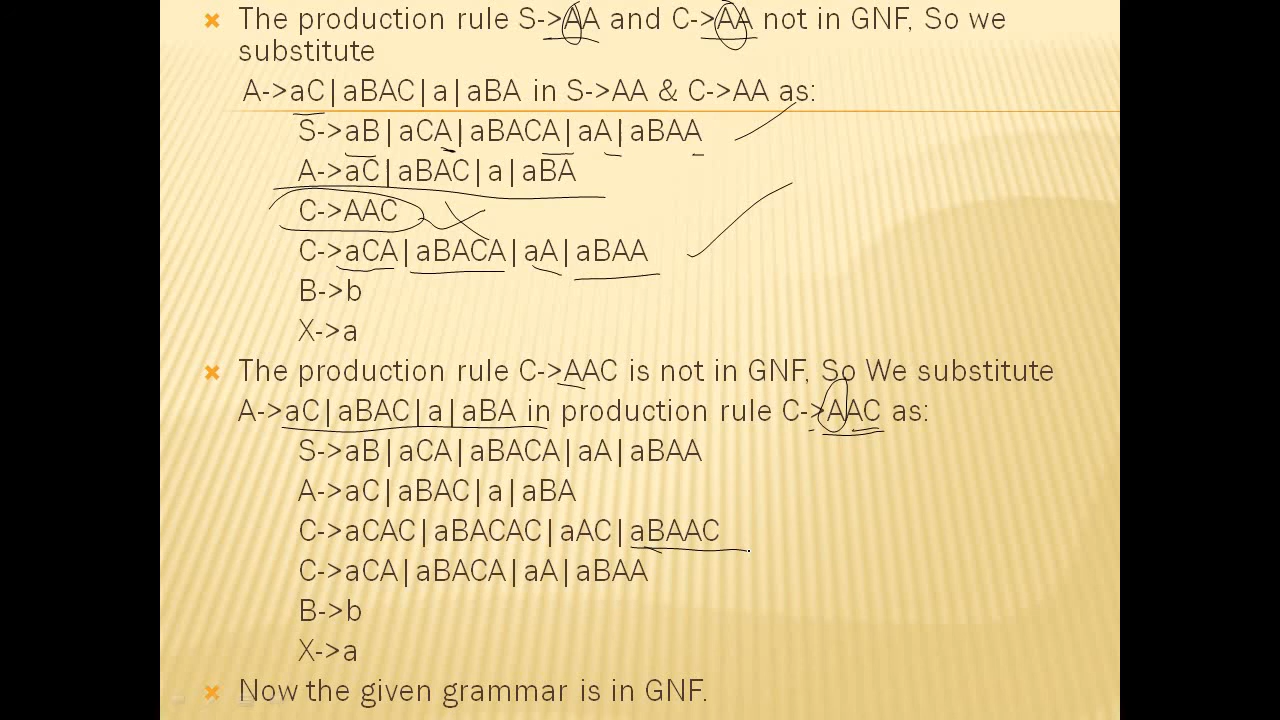 The production rule S->AA and C->AA not in GNF, So we
substitute
A->aC|aBAC|a|aBA in S->AA & C->AA as:
S->aB|aCA|aBACA|aA|aBAA
A->aC|aBAC|a|aBA
C->AAC
C->aCA|aBACA|aA|aBAA
B->b
X->a
The production rule C->AAC is not in GNF, So We substitute
A->aC|aBAC|a|aBA in production rule C->AAC as:
S->aB|aCA|aBACA|aA|aBAA
A->aC|aBAC|a|aBA
C->aCAC|aBACAC|aAC|aBAAC
C->aCA|aBACA|aA|aBAA
B->b
X->a
Now the given grammar is in GNF.